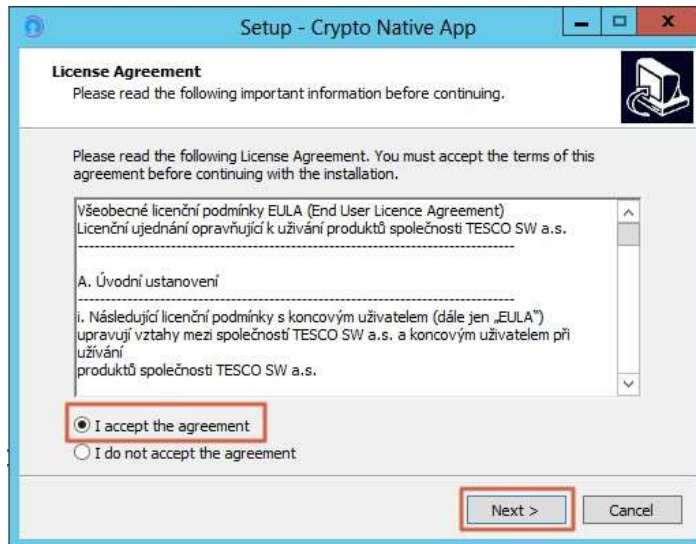 Setup - Crypto Native App
License Agreement
Please read the following important information before continuing.
Please read the following License Agreement. You must accept the terms of this
agreement before continuing with the installation.
Všeobecné licenční podmínky EULA (End User Licence Agreement)
Licenční ujednání opravňující k užívání produktů společnosti TESCO SW a.s.
--------------------------------------------------------------------------
A. Úvodní ustanovení
--------------------------------------------------------------------------
i. Následující licenční podmínky s koncovým uživatelem (dále jen „EULA“)
upravují vztahy mezi společností TESCO SW a.s. a koncovým uživatelem při
užívání
produktů společnosti TESCO SW a.s.
I accept the agreement
I do not accept the agreement
Next >
Cancel